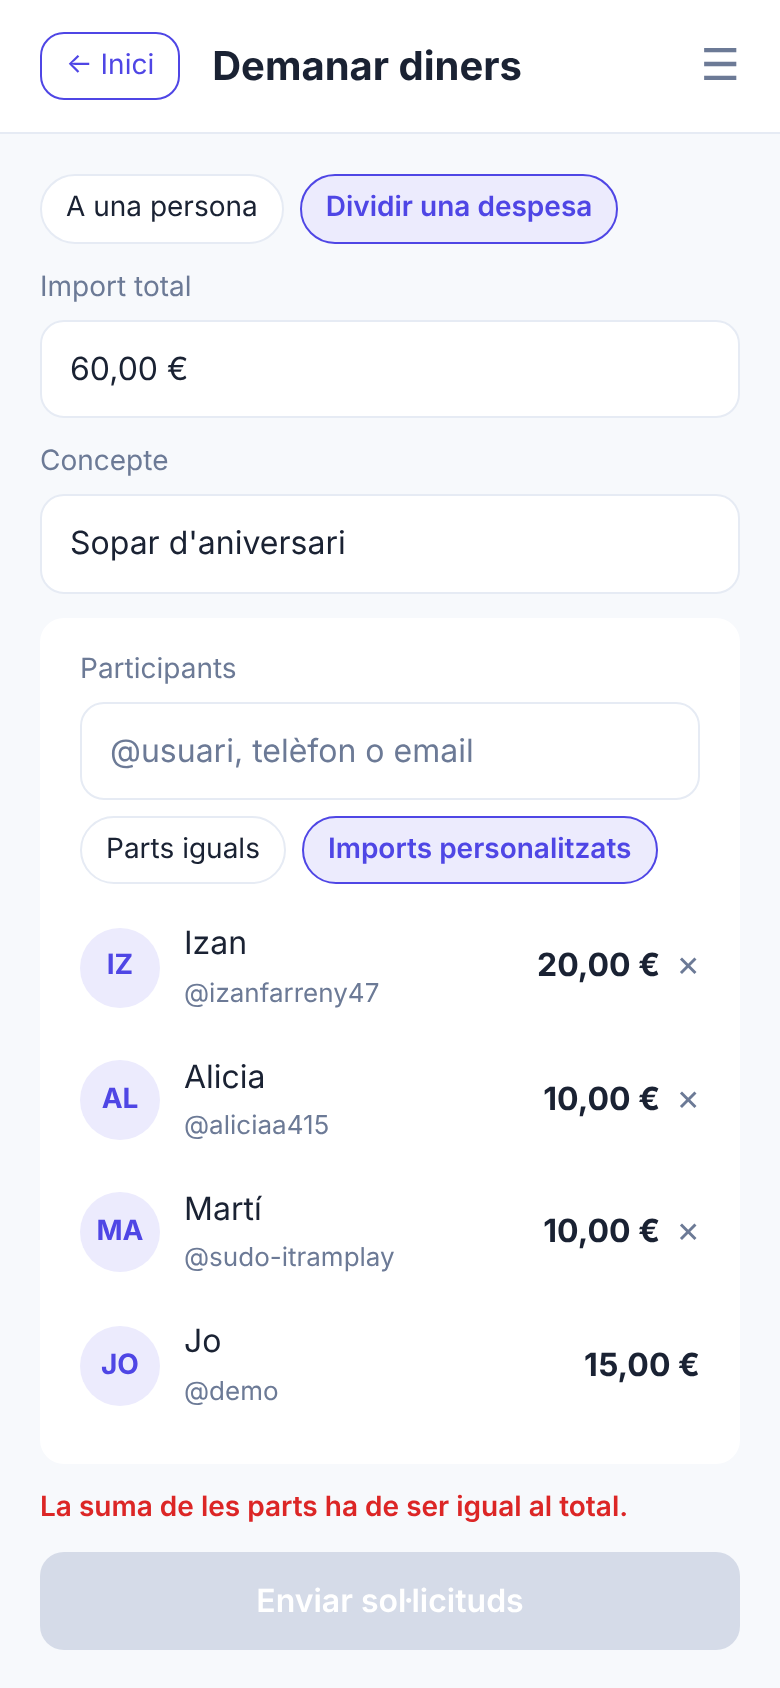 ← Inici
Demanar diners
☰
A una persona
Dividir una despesa
Import total
60,00 €
Concepte
Sopar d'aniversari
Participants
@usuari, telèfon o email
Parts iguals
Imports personalitzats
IZ
Izan
@izanfarreny47
20,00 € ×
AL
Alicia
@aliciaa415
10,00 € ×
MA
Martí
@sudo-itramplay
10,00 € ×
JO
Jo
@demo
15,00 €
La suma de les parts ha de ser igual al total.
Enviar sol·licituds